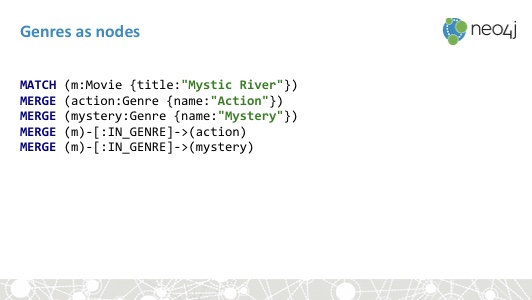 Genres as nodes
neo4j
MATCH (m:Movie {title:"Mystic River"})
MERGE (action:Genre {name:"Action"})
MERGE (mystery:Genre {name:"Mystery"})
MERGE (m)-[:IN_GENRE]->(action)
MERGE (m)-[:IN_GENRE]->(mystery)